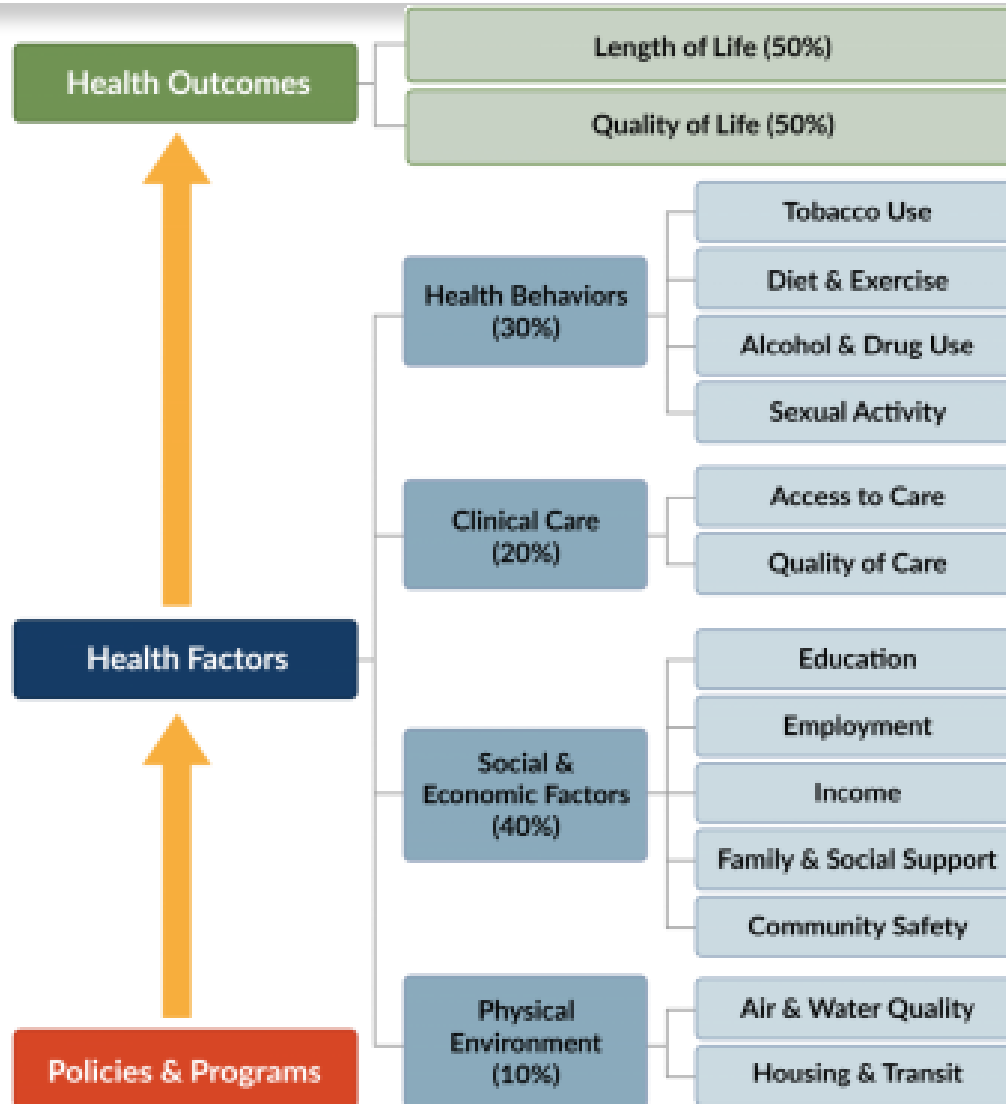 Health Outcomes
Length of Life (50%)
Quality of Life (50%)
Health Behaviors
(30%)
Tobacco Use
Diet & Exercise
Alcohol & Drug Use
Sexual Activity
Clinical Care
(20%)
Access to Care
Quality of Care
Health Factors
Social &
Economic Factors
(40%)
Education
Employment
Income
Family & Social Support
Community Safety
Physical
Environment
(10%)
Air & Water Quality
Housing & Transit
Policies & Programs